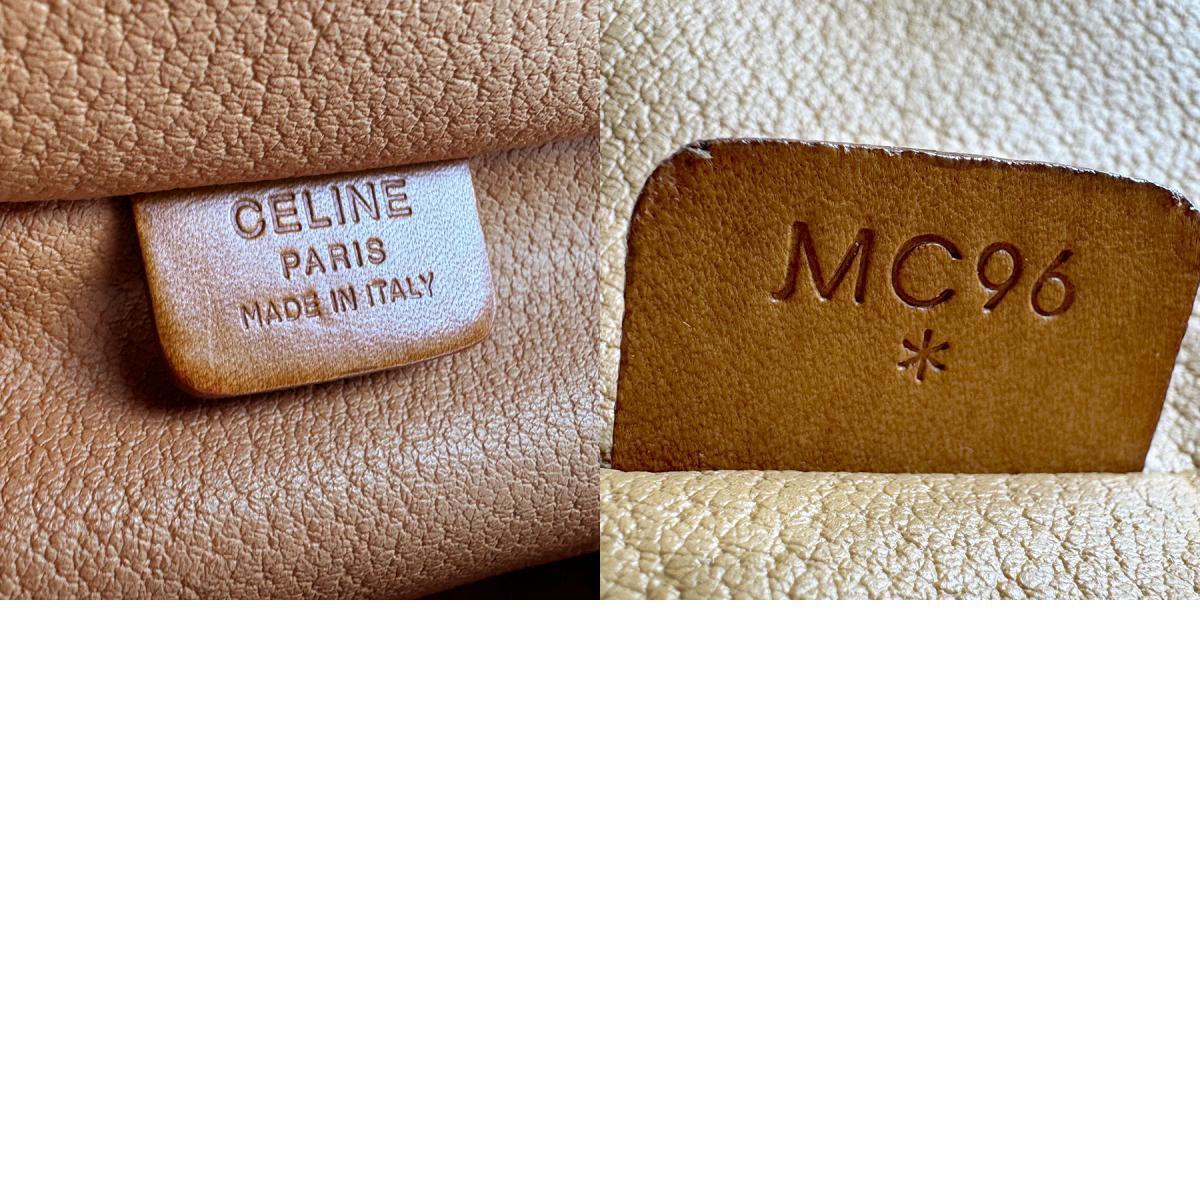 CELINE
PARIS
MADE IN ITALY
MC96
*